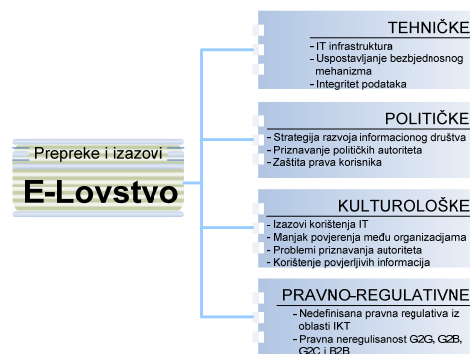 Prepreke i izazovi
E-Lovstvo
TEHNIČKE
- IT infrastruktura
- Uspostavljanje bezbjednosnog
mehanizma
- Integritet podataka
POLITIČKE
- Strategija razvoja informacionog društva
- Priznavanje političkih autoriteta
- Zaštita prava korisnika
KULTUROLOŠKE
- Izazovi korištenja IT
- Manjak povjerenja među organizacijama
- Problemi priznavanja autoriteta
- Korištenje povjerljivih informacija
PRAVNO-REGULATIVNE
- Nedefinisana pravna regulativa iz
oblasti IKT
- Pravna neregulisanost G2G, G2B,
G2C i B2B